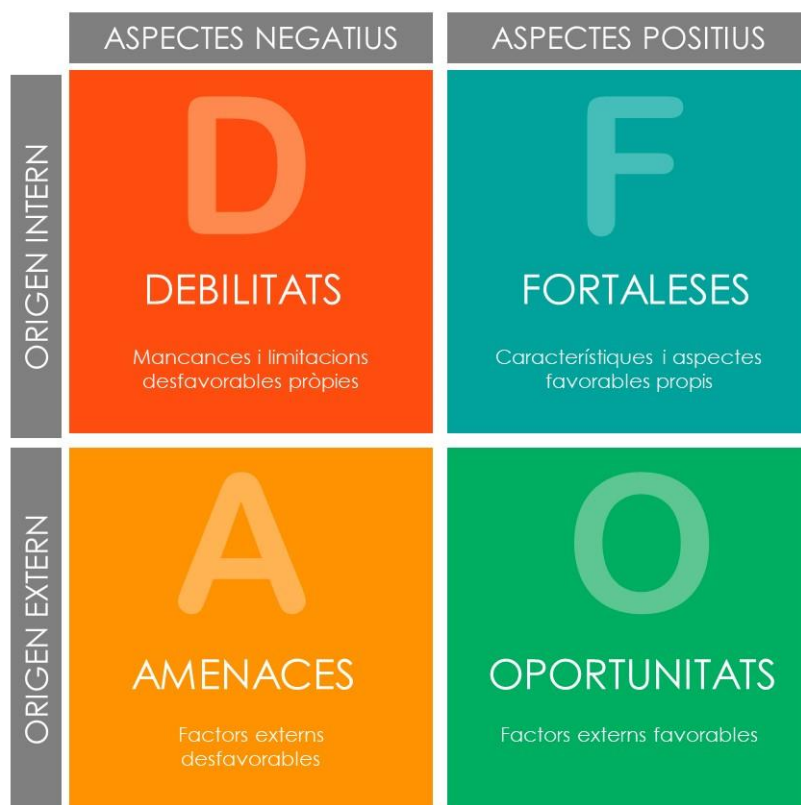 ASPECTES NEGATIUS
ASPECTES POSITIUS
ORIGEN INTERN
D
DEBILITATS
Mancances i limitacions
desfavorables pròpies
F
FORTALESES
Característiques i aspectes
favorables propis
ORIGEN EXTERN
A
AMENACES
Factors externs
desfavorables
O
OPORTUNITATS
Factors externs favorables